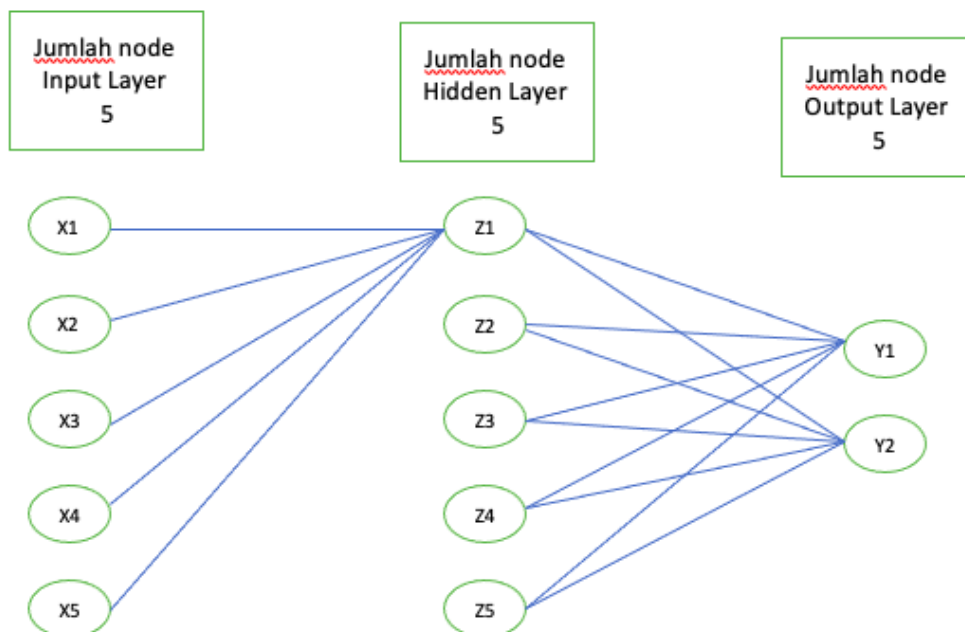 Jumlah node
Input Layer
5
Jumlah node
Hidden Layer
5
Jumlah node
Output Layer
5
X1
Z1
X2
Z2
Y1
X3
Z3
Y2
X4
Z4
X5
Z5